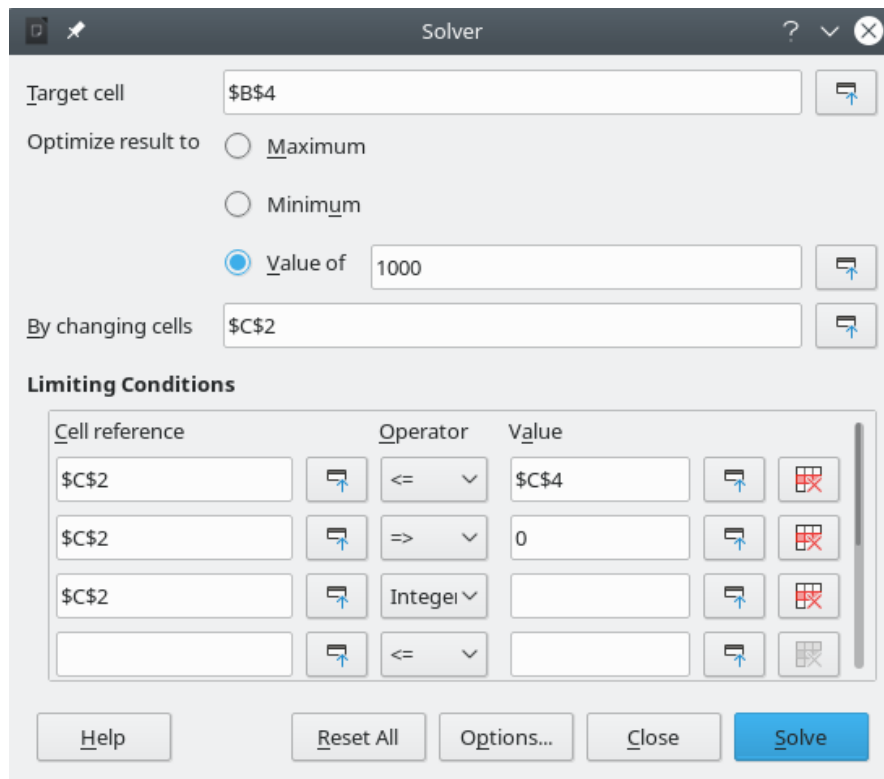 Solver
?
Target cell $B$4
Optimize result to Maximum
Minimum
Value of 1000
By changing cells $C$2
Limiting Conditions
Cell reference Operator Value
$C$2 <= $C$4
$C$2 => 0
$C$2 Integer
<=
Help Reset All Options... Close Solve